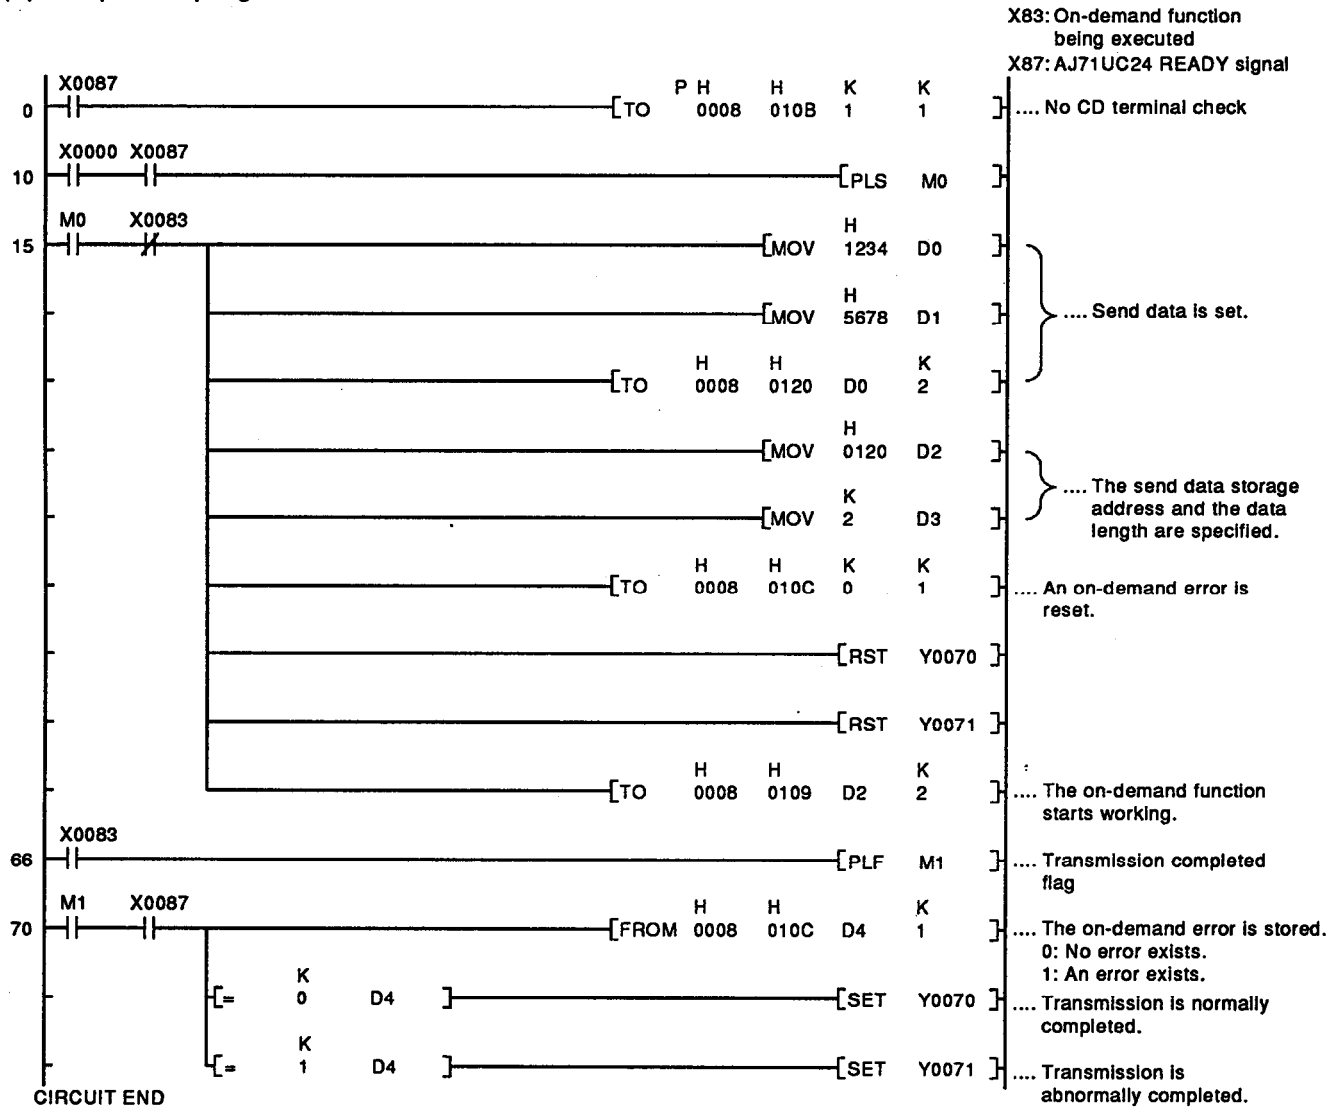 X83: On-demand function
being executed
X87: AJ71UC24 READY signal
X0087
P H H K K
0 [TO 0008 010B 1 1 ] .... No CD terminal check
X0000 X0087
10 [PLS M0 ]
M0 X0083
H
15 [MOV 1234 D0 ]
H
[MOV 5678 D1 ] .... Send data is set.
H H K
[TO 0008 0120 D0 2 ]
H
[MOV 0120 D2 ]
K
[MOV 2 D3 ]
.... The send data storage
address and the data
length are specified.
H H K K
[TO 0008 010C 0 1 ] .... An on-demand error is
reset.
[RST Y0070 ]
[RST Y0071 ]
H H K
[TO 0008 0109 D2 2 ] .... The on-demand function
starts working.
X0083
66 [PLF M1 ] .... Transmission completed
flag
M1 X0087
H H K
70 [FROM 0008 010C D4 1 ] .... The on-demand error is stored.
0: No error exists.
1: An error exists.
K
[= 0 D4 ] [SET Y0070 ] .... Transmission is normally
completed.
K
[= 1 D4 ] [SET Y0071 ] .... Transmission is
abnormally completed.
CIRCUIT END